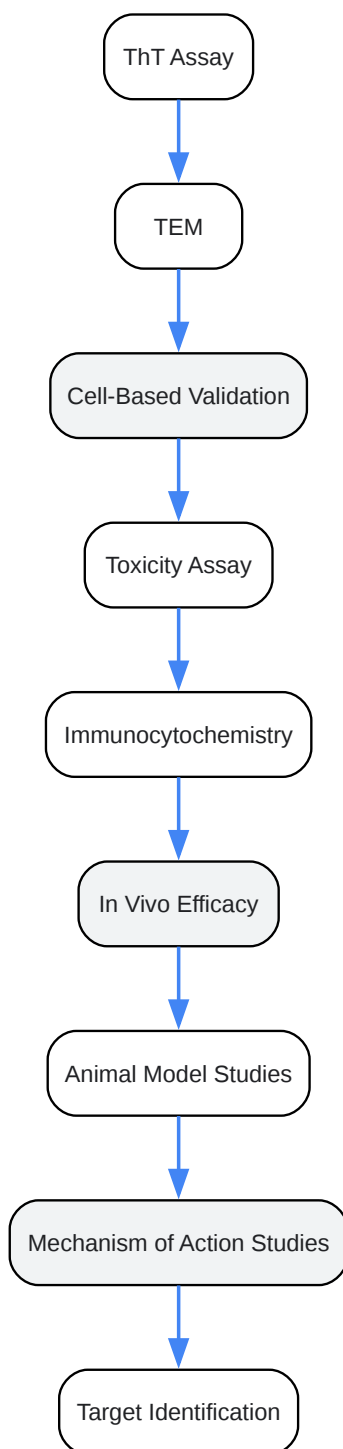 ThT Assay
TEM
Cell-Based Validation
Toxicity Assay
Immunocytochemistry
In Vivo Efficacy
Animal Model Studies
Mechanism of Action Studies
Target Identification